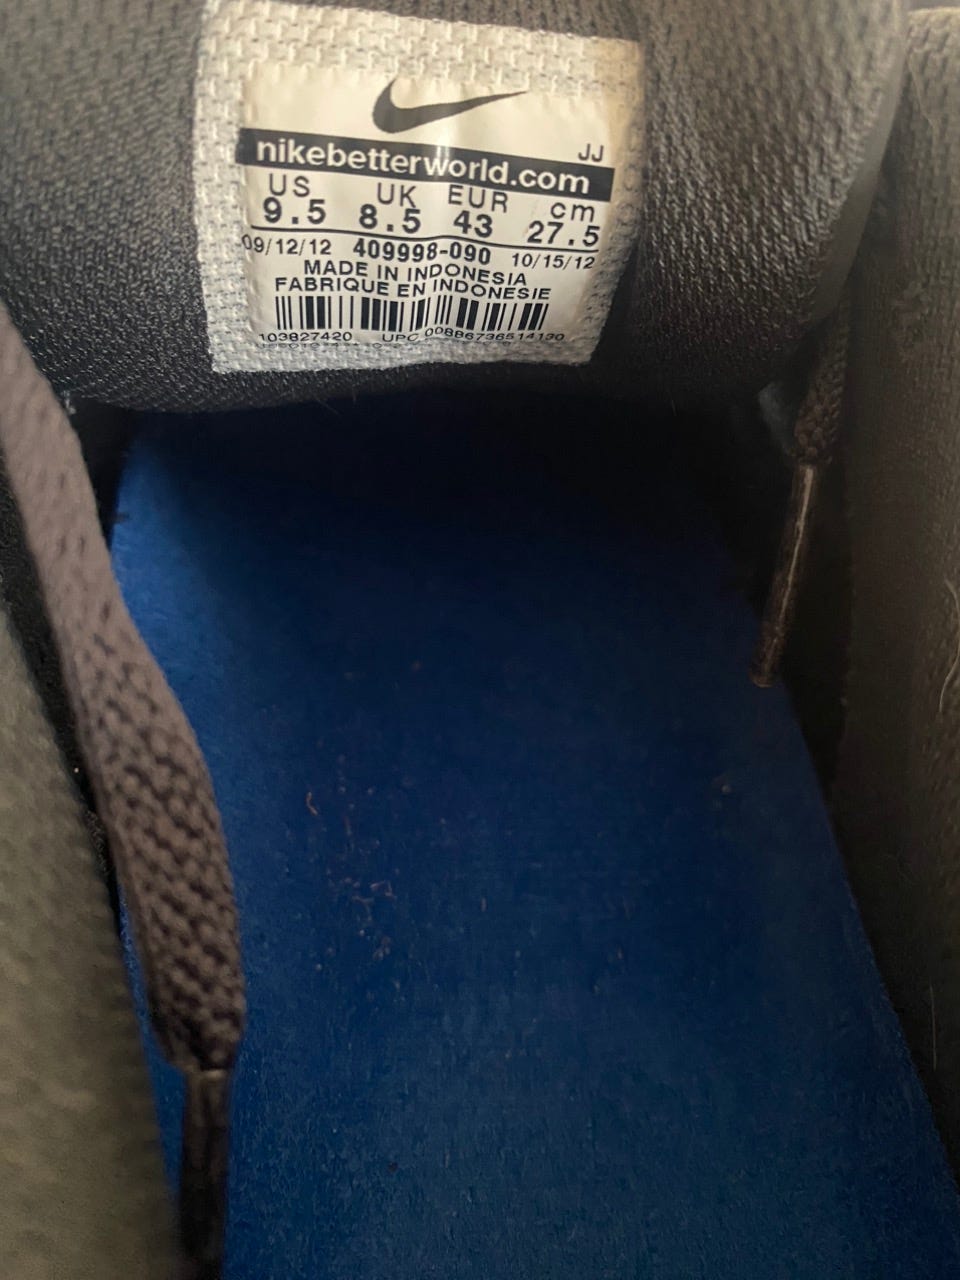 JJ
nikebetterworld.com
US UK EUR cm
9.5 8.5 43 27.5
09/12/12 409998-090 10/15/12
MADE IN INDONESIA
FABRIQUE EN INDONESIE
103827420 UPC 00886736514130